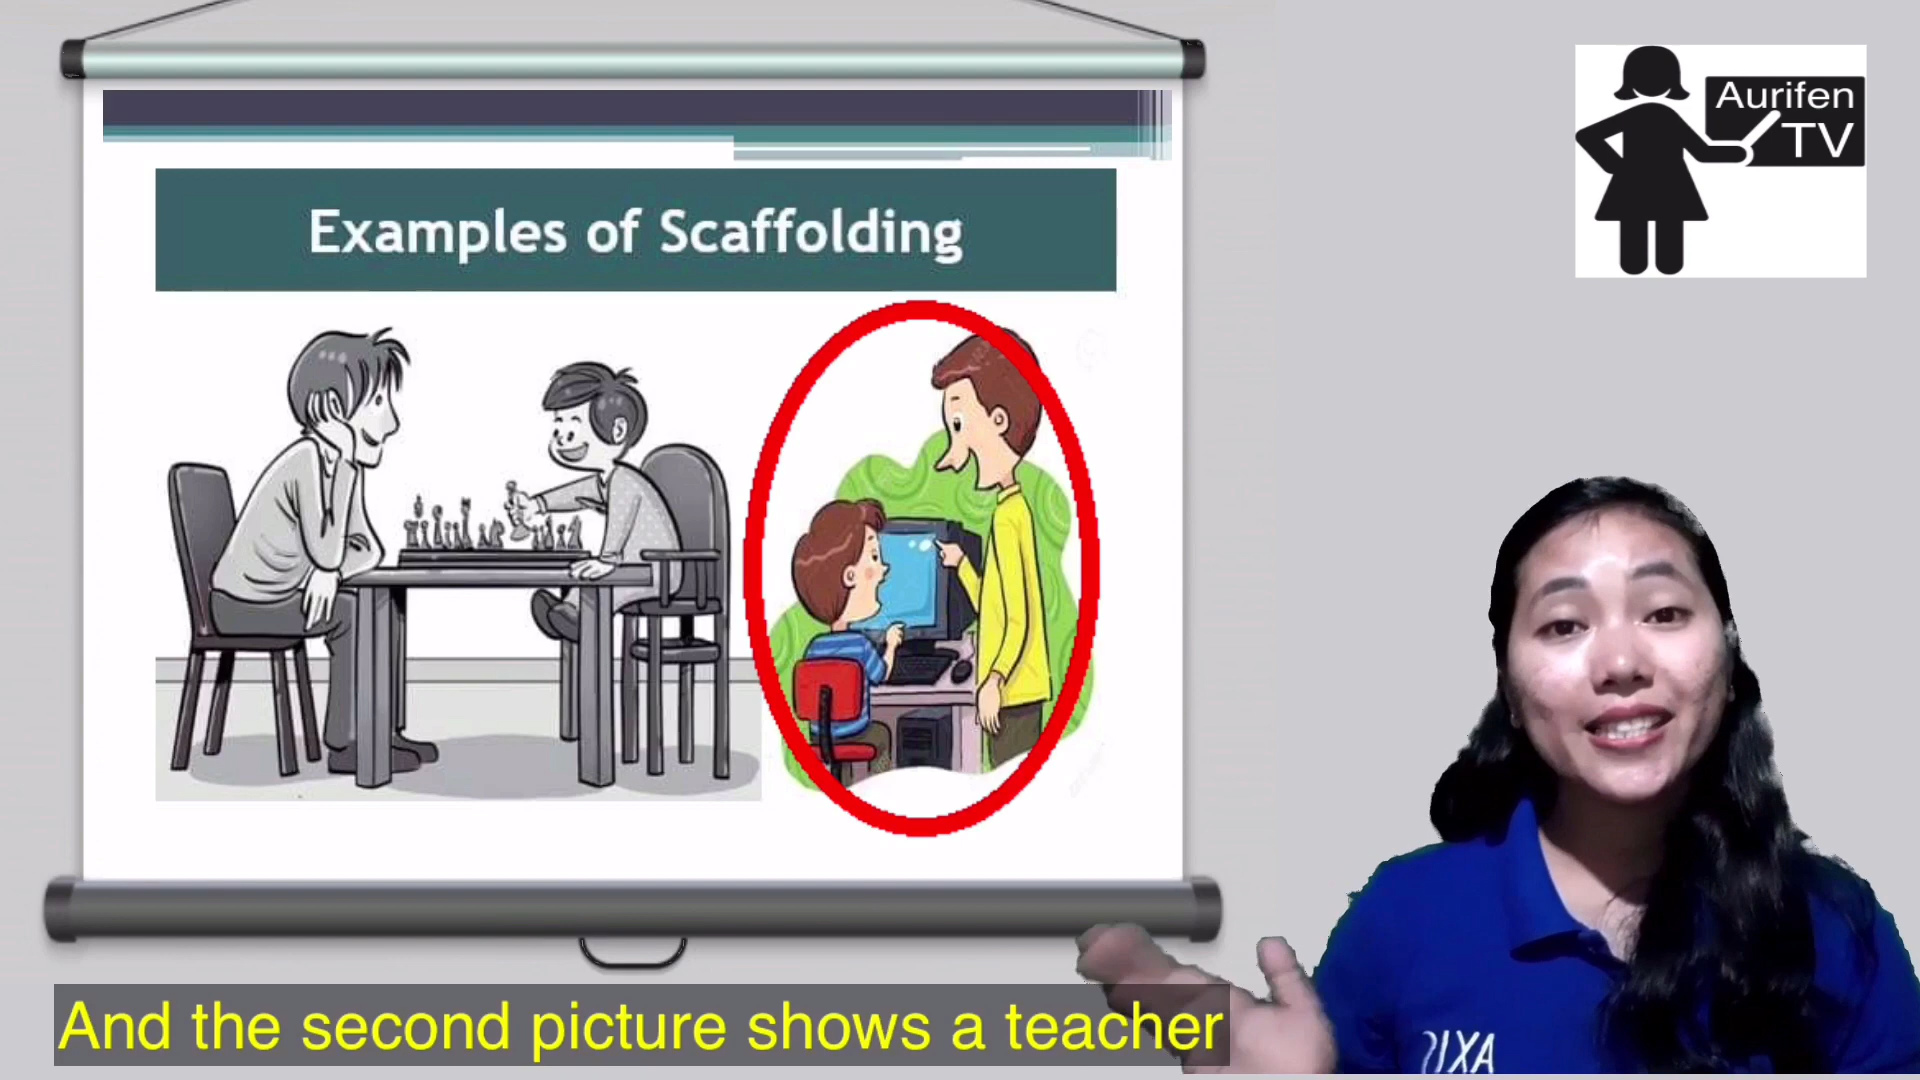 Aurifen
TV
Examples of Scaffolding
And the second picture shows a teacher